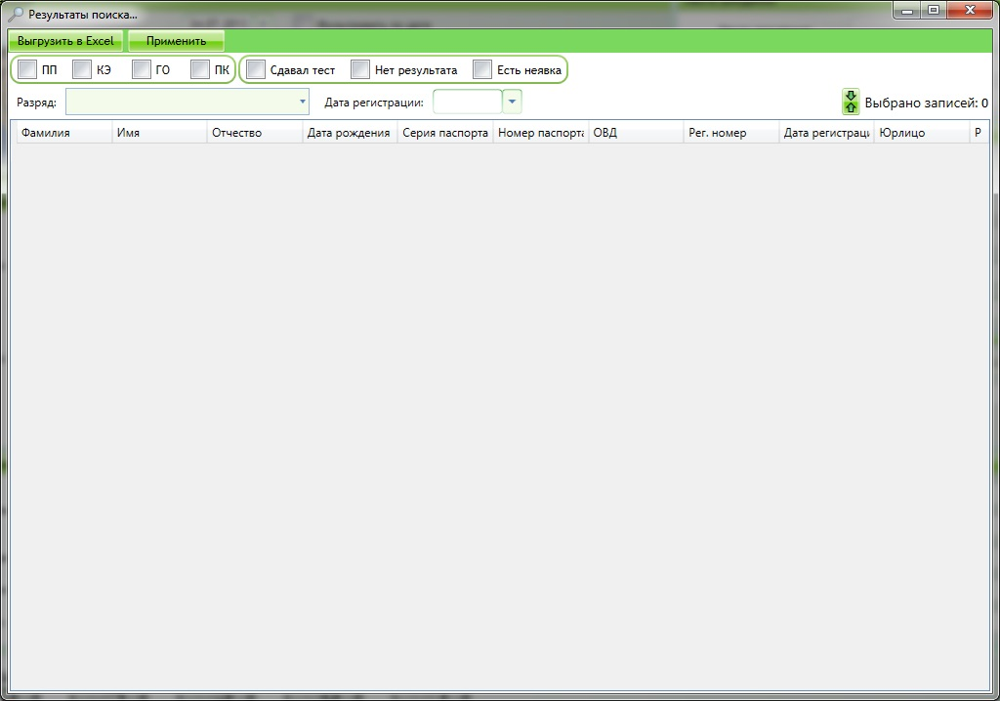 Результаты поиска...
Выгрузить в Excel Применить
ПП КЭ ГО ПК Сдавал тест Нет результата Есть неявка
Разряд: Дата регистрации: Выбрано записей: 0
Фамилия Имя Отчество Дата рождения Серия паспорта Номер паспорта ОВД Рег. номер Дата регистраци Юрлицо Р